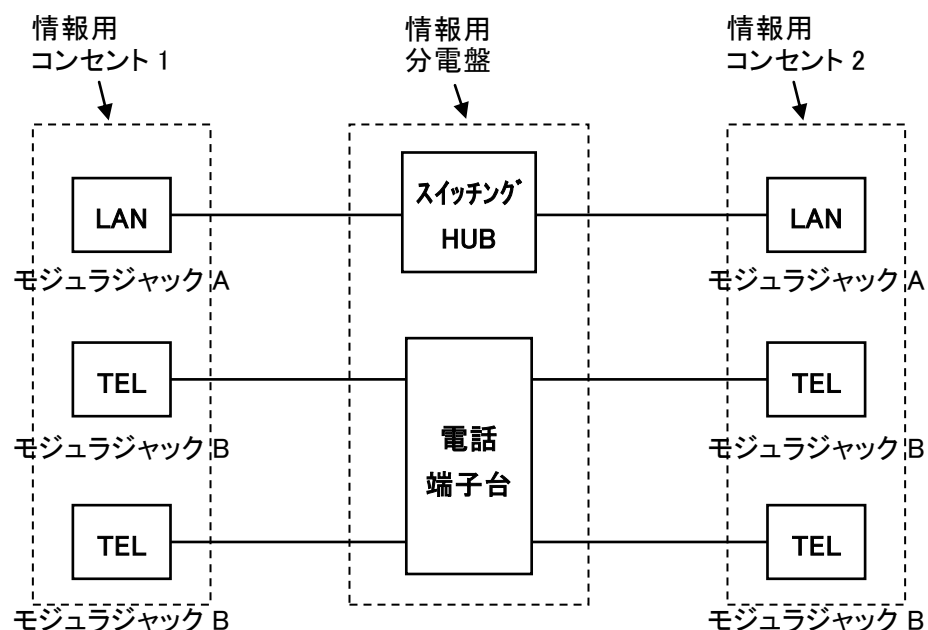 情報用
コンセント 1
情報用
分電盤
情報用
コンセント 2
LAN
スイッチング
HUB
LAN
モジュラジャック A
モジュラジャック A
TEL
電話
端子台
TEL
モジュラジャック B
モジュラジャック B
TEL
TEL
モジュラジャック B
モジュラジャック B